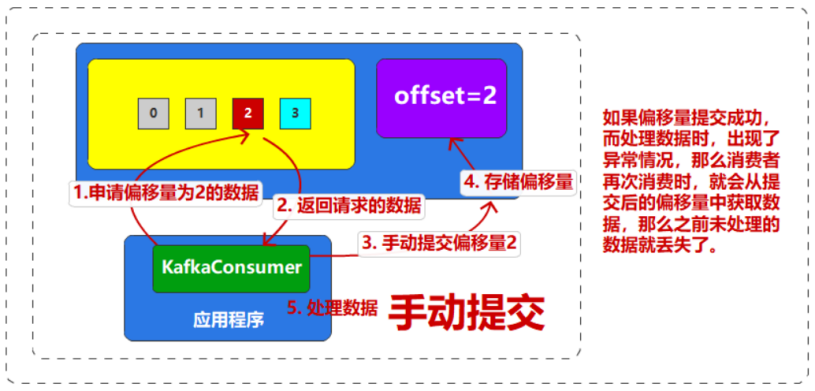 0
1
2
3
offset=2
1.申请偏移量为2的数据
2. 返回请求的数据
4. 存储偏移量
3. 手动提交偏移量2
KafkaConsumer
5. 处理数据
应用程序
手动提交
如果偏移量提交成功，
而处理数据时，出现了
异常情况，那么消费者
再次消费时，就会从提
交后的偏移量中获取数
据，那么之前未处理的
数据就丢失了。